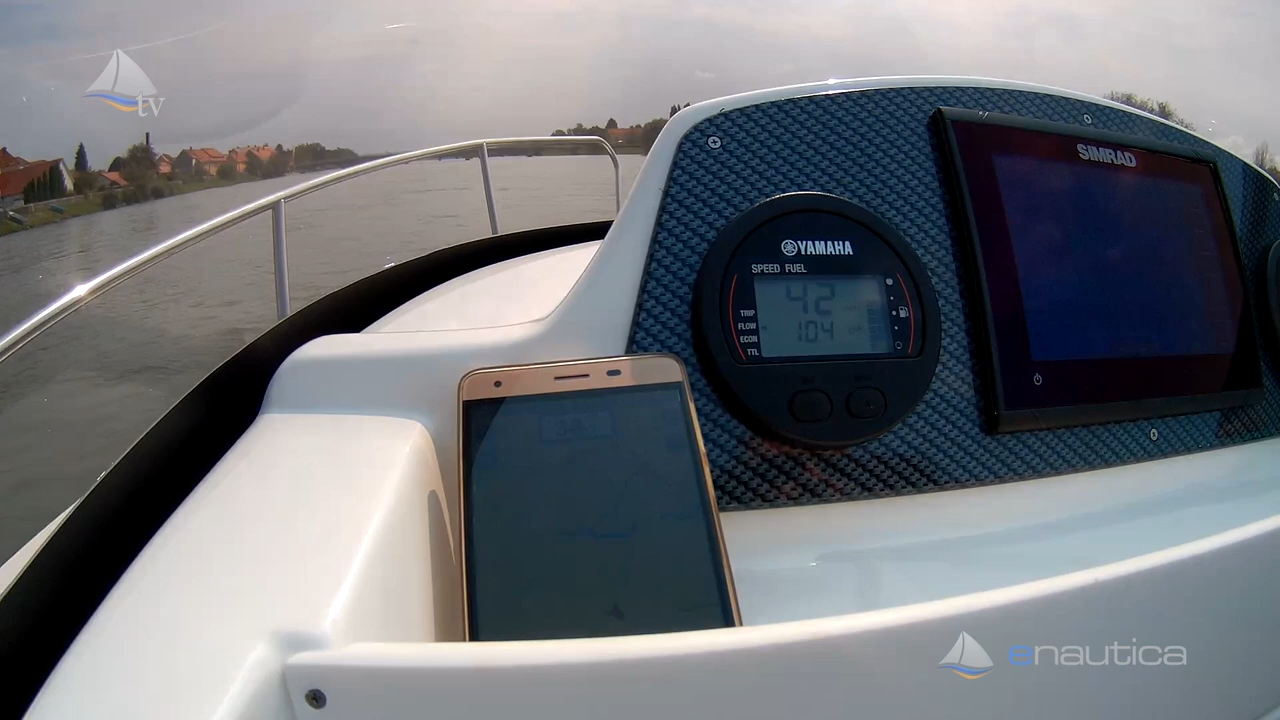 tv
SIMRAD
YAMAHA
SPEED FUEL
42
TRIP
FLOW
104
ECON
TTL
enautica